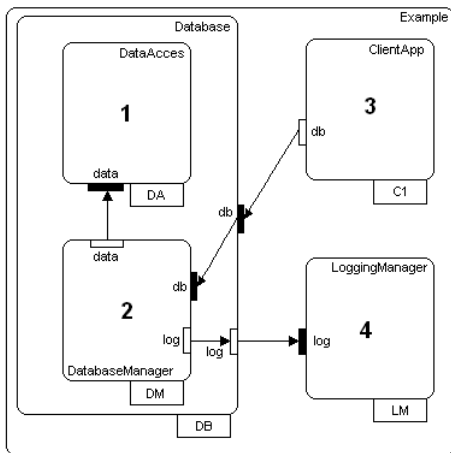 Example
Database
DataAcces
1
data
DA
ClientApp
3
db
C1
db
data
2
db
log
DatabaseManager
DM
log
DB
LoggingManager
4
log
LM